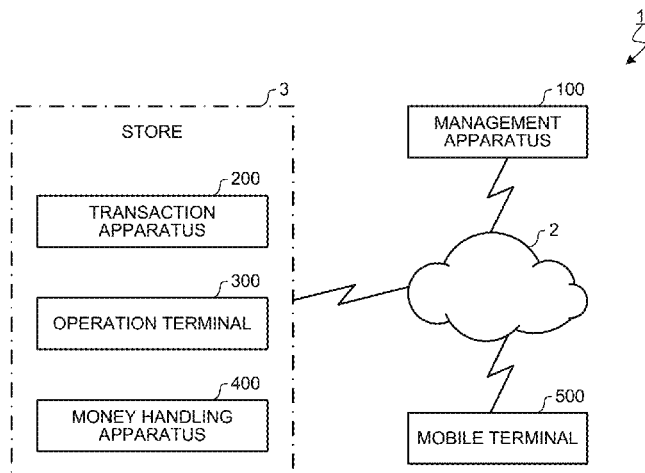 1
3
STORE
200
TRANSACTION
APPARATUS
300
OPERATION TERMINAL
400
MONEY HANDLING
APPARATUS
100
MANAGEMENT
APPARATUS
2
500
MOBILE TERMINAL